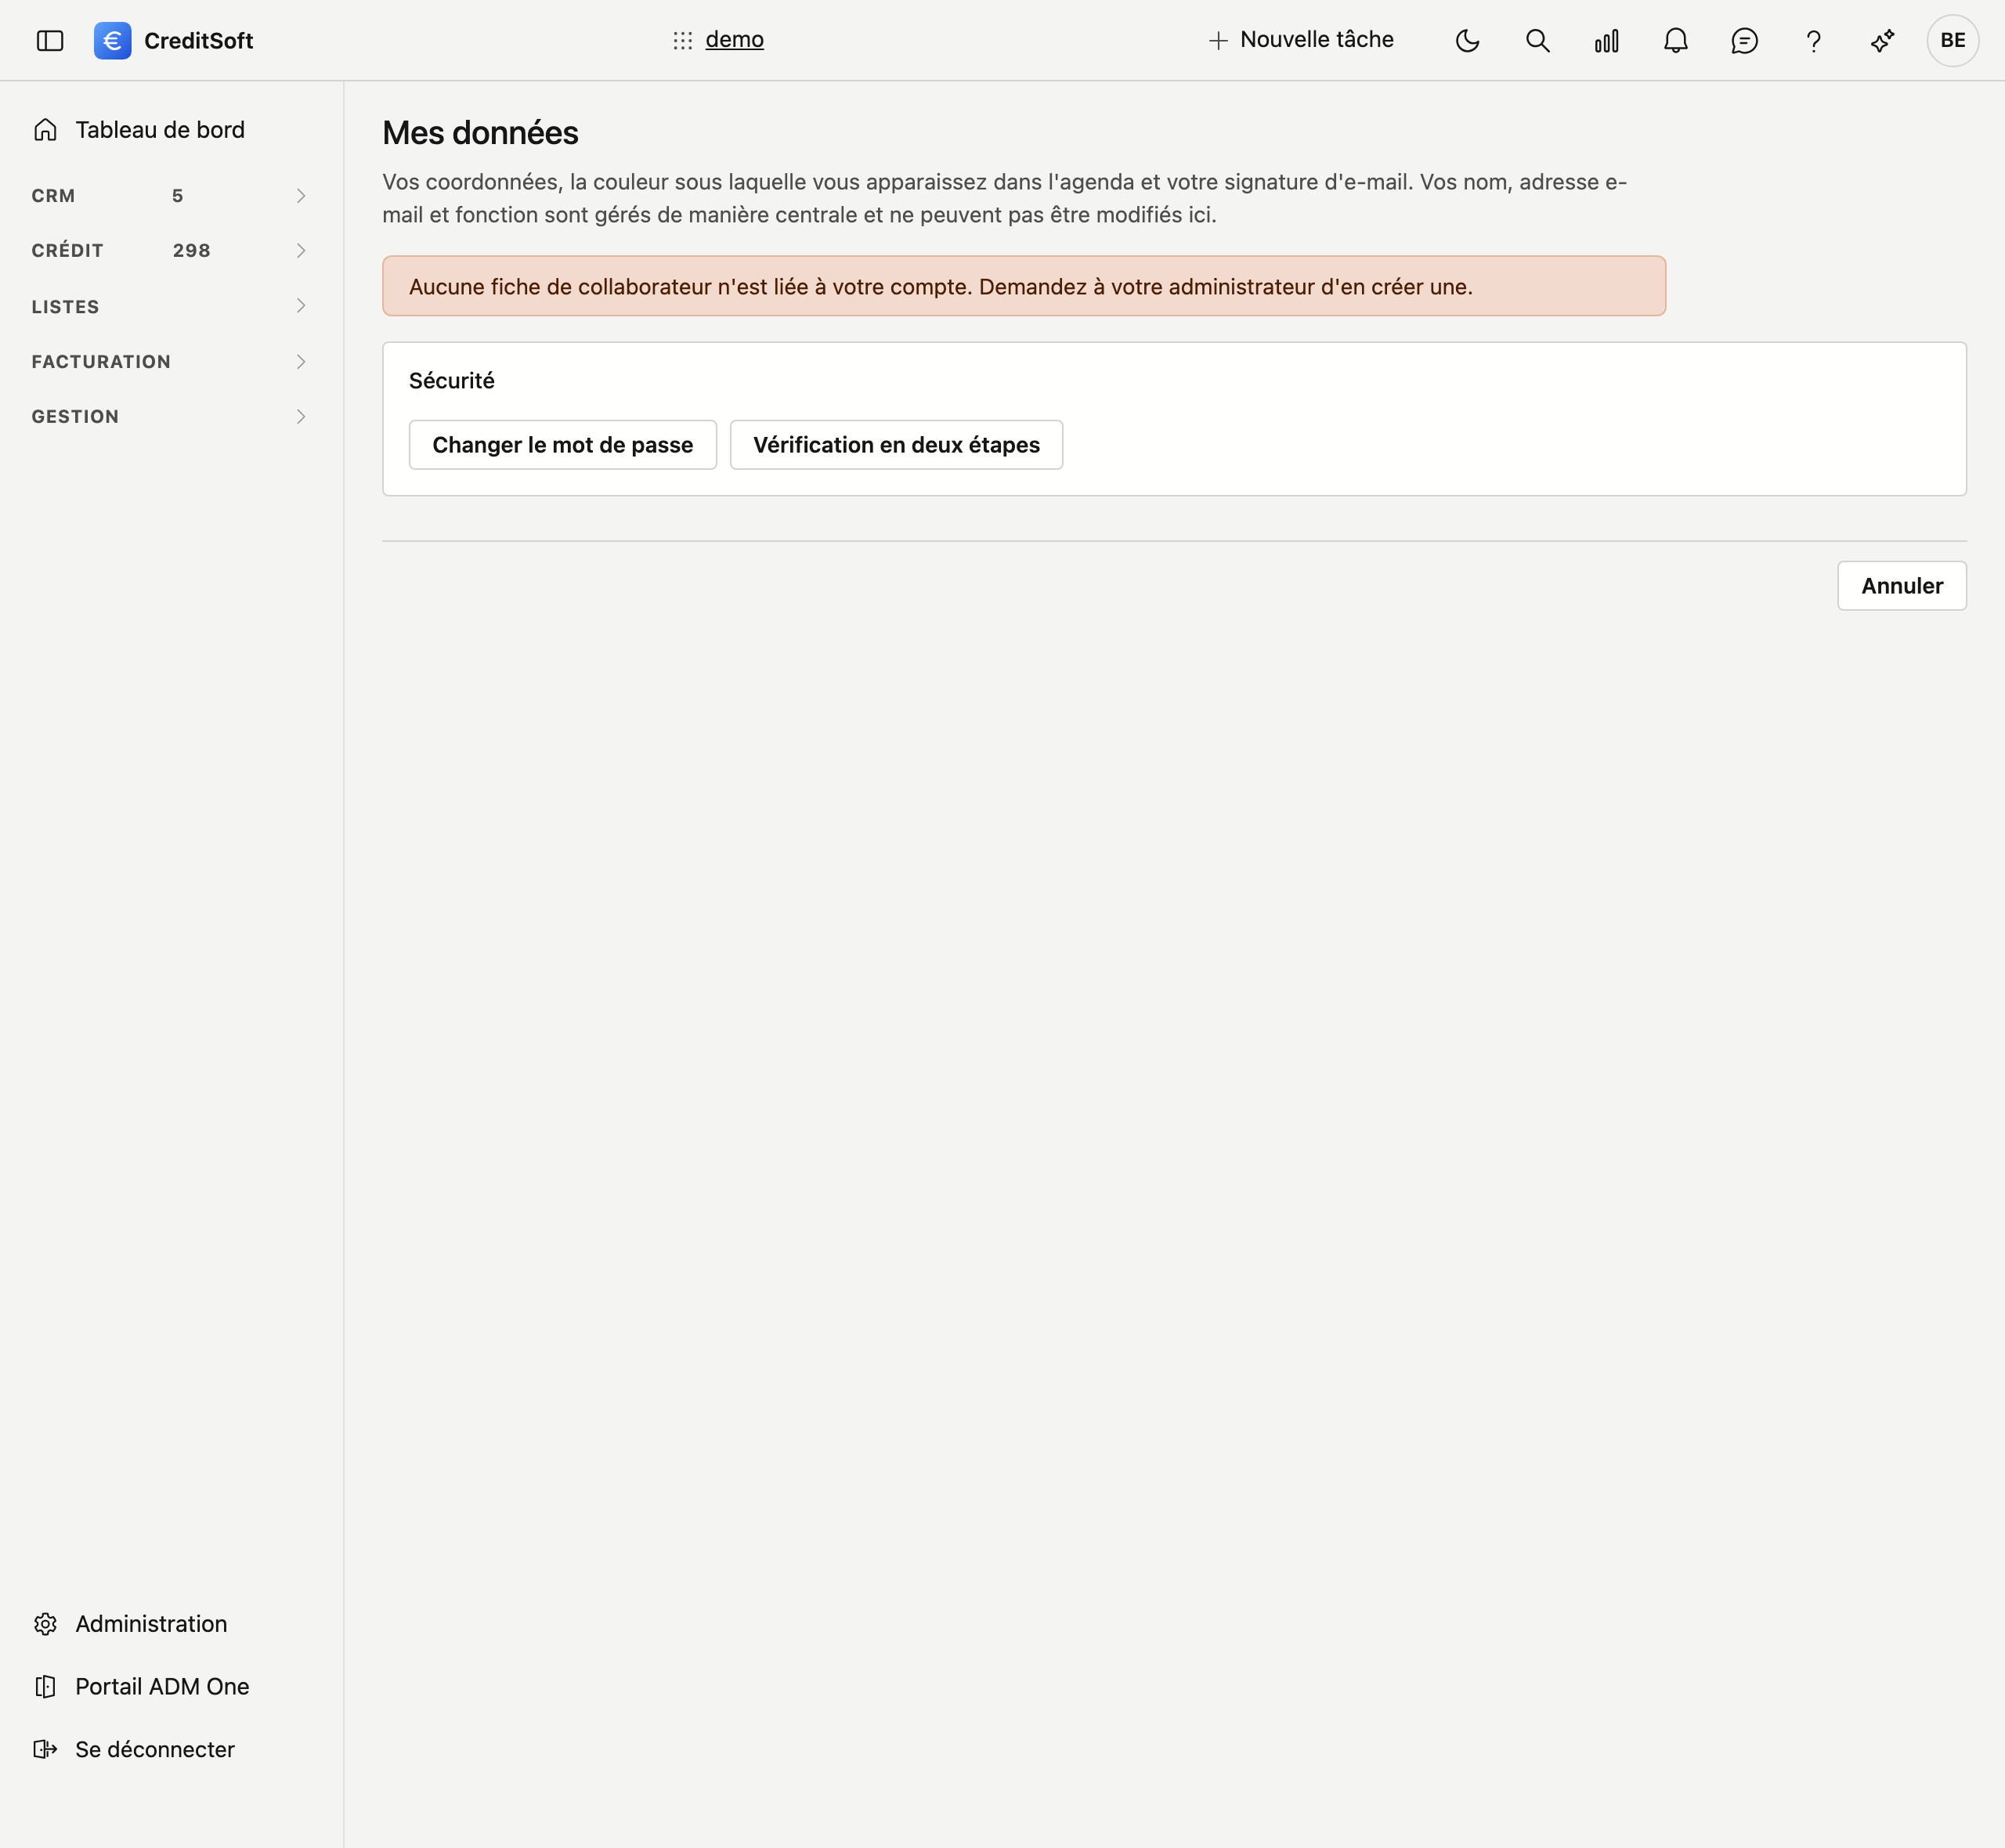 CreditSoft
demo
Nouvelle tâche
BE
Tableau de bord
CRM 5
CRÉDIT 298
LISTES
FACTURATION
GESTION
Mes données
Vos coordonnées, la couleur sous laquelle vous apparaissez dans l'agenda et votre signature d'e-mail. Vos nom, adresse e-
mail et fonction sont gérés de manière centrale et ne peuvent pas être modifiés ici.
Aucune fiche de collaborateur n'est liée à votre compte. Demandez à votre administrateur d'en créer une.
Sécurité
Changer le mot de passe
Vérification en deux étapes
Annuler
Administration
Portail ADM One
Se déconnecter